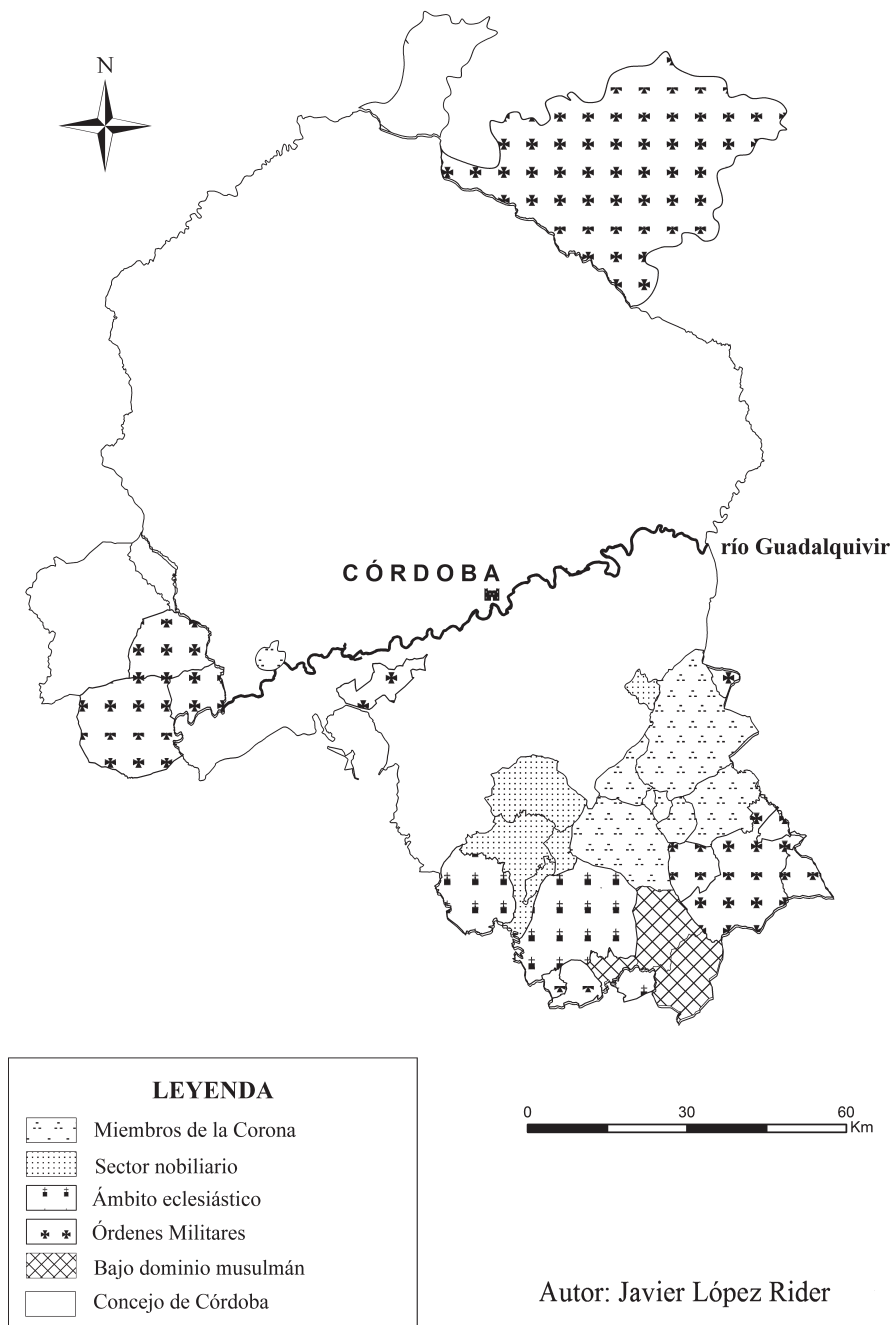 N
río Guadalquivir
CÓRDOBA
LEYENDA
Miembros de la Corona
Sector nobiliario
Ámbito eclesiástico
Órdenes Militares
Bajo dominio musulmán
Concejo de Córdoba
0 30 60
Km
Autor: Javier López Rider